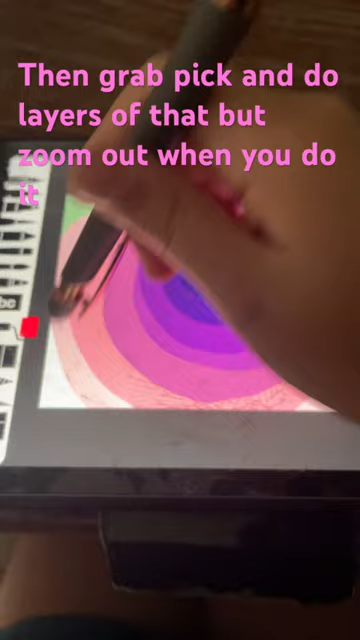 Then grab pick and do
layers of that but
zoom out when you do
it